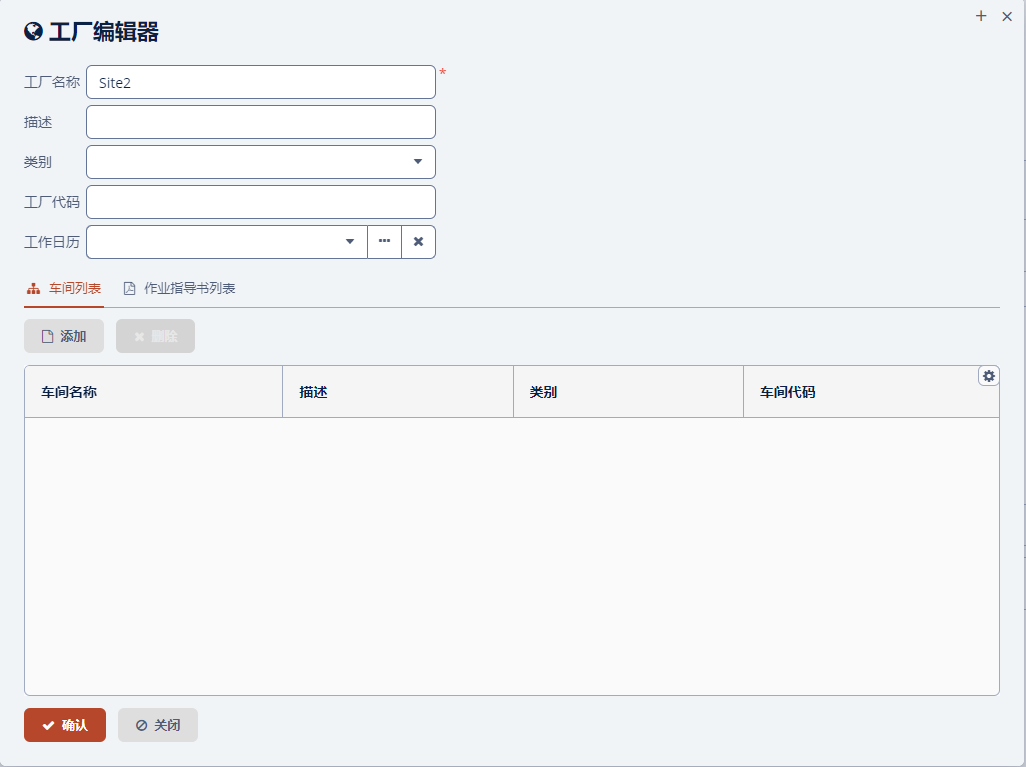 工厂编辑器
工厂名称 Site2 *
描述
类别
工厂代码
工作日历
车间列表 作业指导书列表
添加 删除
车间名称 描述 类别 车间代码
确认 关闭